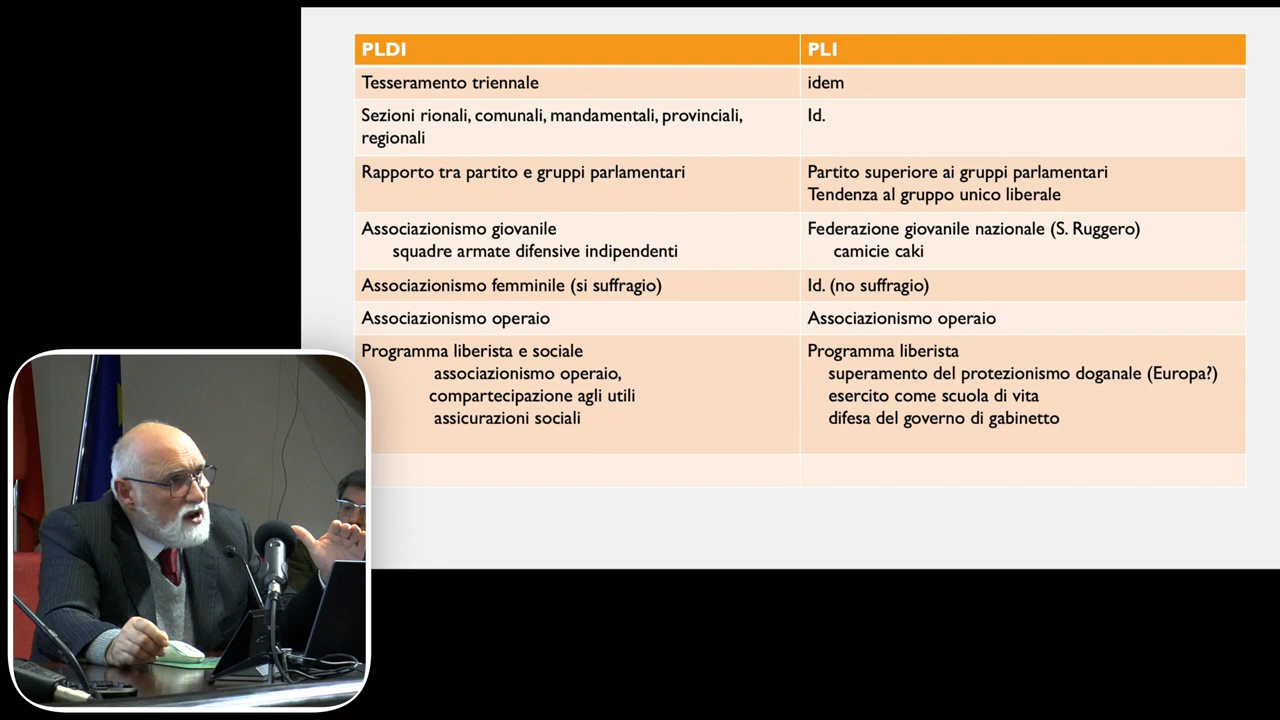 PLDI
PLI
Tesseramento triennale
idem
Sezioni rionali, comunali, mandamentali, provinciali,
regionali
Id.
Rapporto tra partito e gruppi parlamentari
Partito superiore ai gruppi parlamentari
Tendenza al gruppo unico liberale
Associazionismo giovanile
squadre armate difensive indipendenti
Federazione giovanile nazionale (S. Ruggero)
camicie caki
Associazionismo femminile (si suffragio)
Id. (no suffragio)
Associazionismo operaio
Associazionismo operaio
Programma liberista e sociale
associazionismo operaio,
compartecipazione agli utili
assicurazioni sociali
Programma liberista
superamento del protezionismo doganale (Europa?)
esercito come scuola di vita
difesa del governo di gabinetto